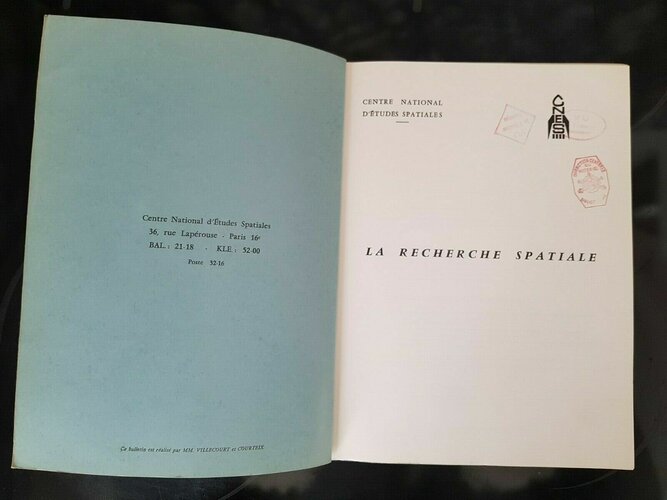 Centre National d'Études Spatiales
36, rue Lapérouse - Paris 16e
BAL.: 21-18 . KLE.: 52-00
Poste 52-16
Ce bulletin est réalisé par MM. VILLECOURT et COURTEIX
CENTRE NATIONAL
D'ÉTUDES SPATIALES
CNES
LA RECHERCHE SPATIALE